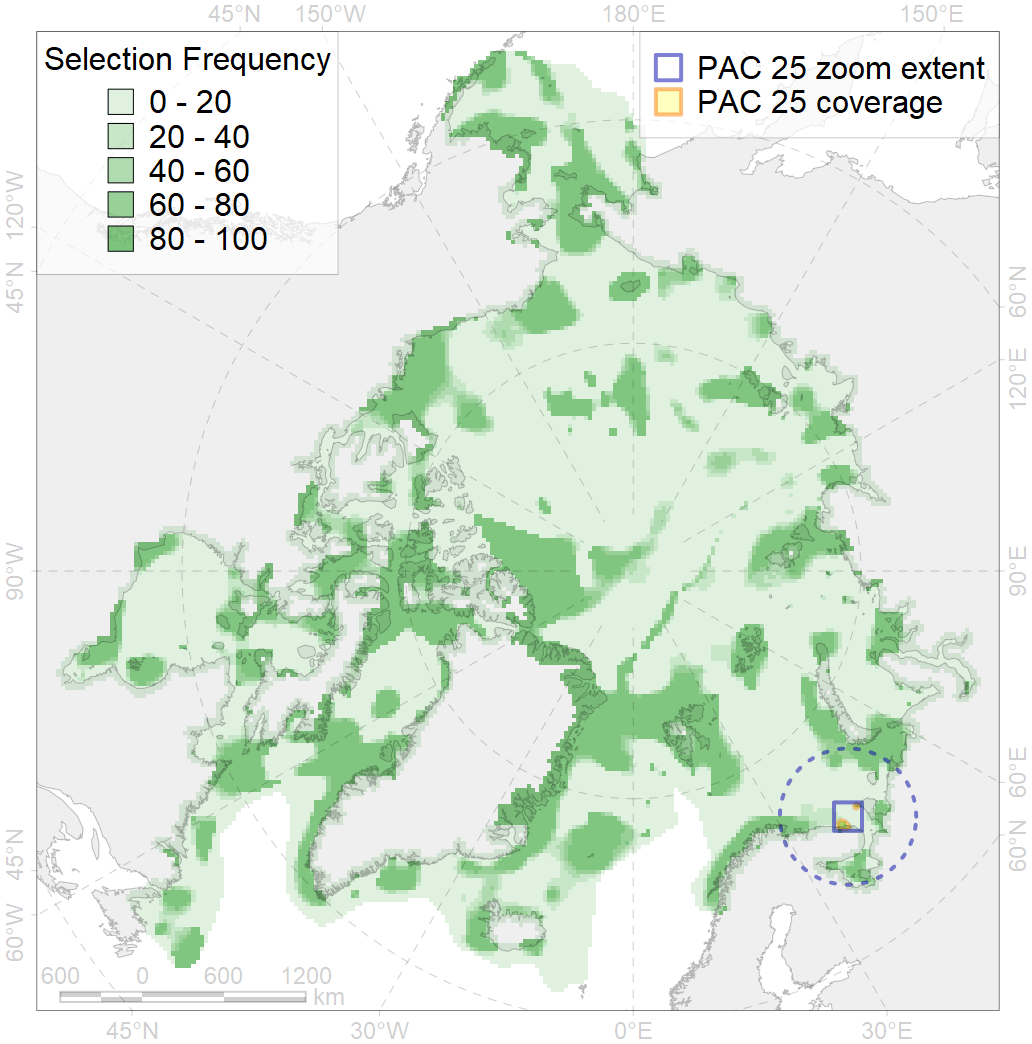 45°N 150°W 180°E 150°E
Selection Frequency
0 - 20
20 - 40
40 - 60
60 - 80
80 - 100
PAC 25 zoom extent
PAC 25 coverage
120°W
45°N
90°W
45°N
60°W
60°N
120°E
90°E
60°E
60°N
600 0 600 1200
km
45°W 30°W 0°E 30°E